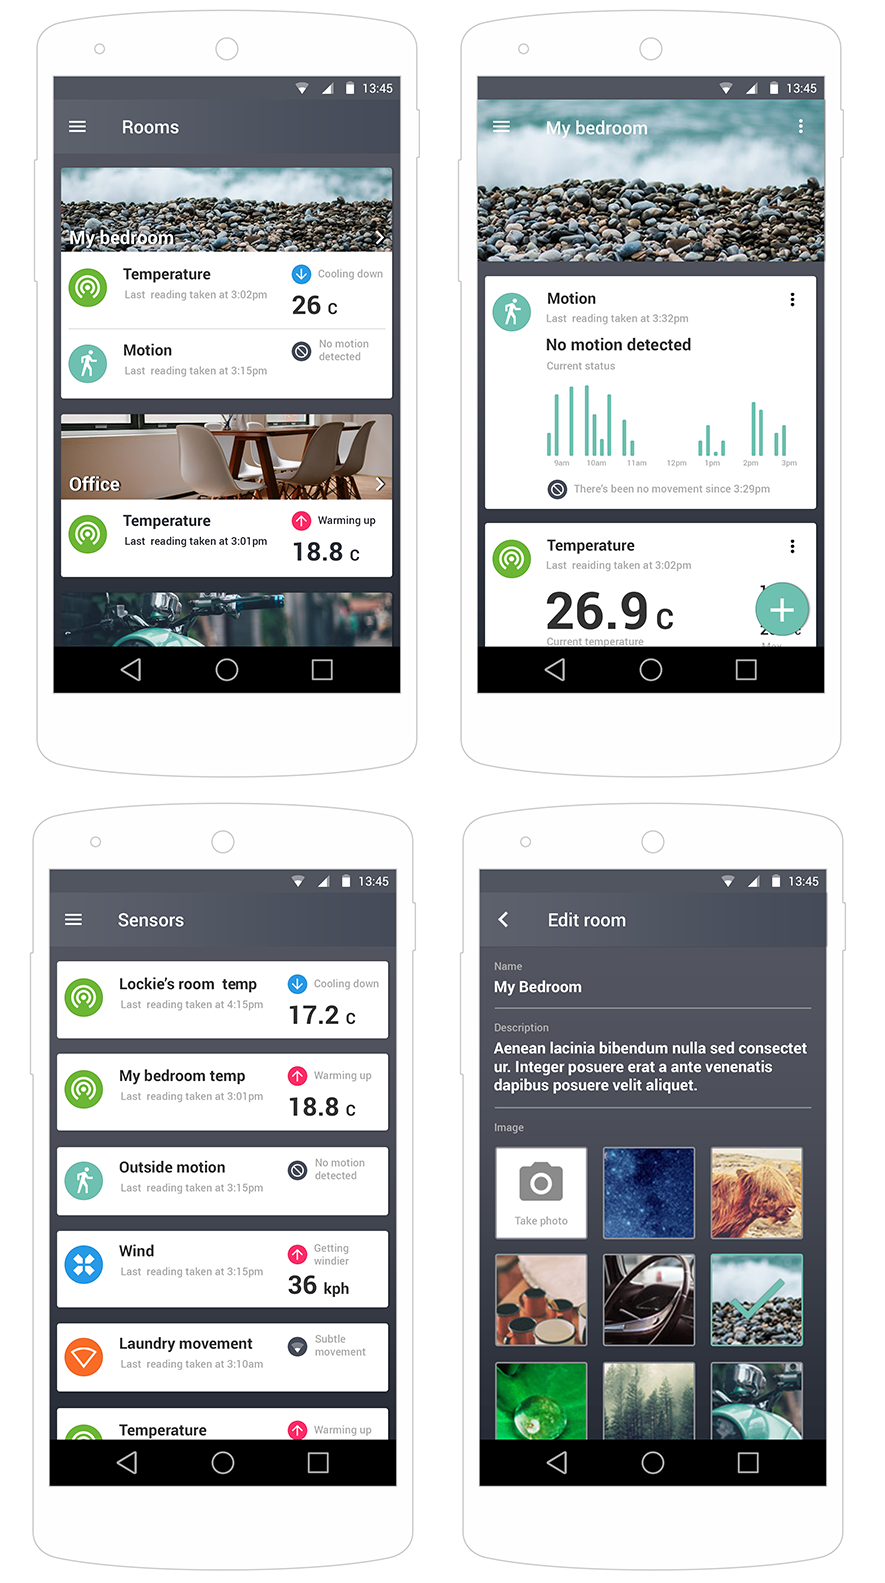 13:45
Rooms
My bedroom
Temperature
Last reading taken at 3:02pm
Cooling down
26 c
Motion
Last reading taken at 3:15pm
No motion
detected
Office
Temperature
Last reading taken at 3:01pm
Warming up
18.8 c
13:45
My bedroom
Motion
Last reading taken at 3:32pm
No motion detected
Current status
9am 10am 11am 12pm 1pm 2pm 3pm
There's been no movement since 3:29pm
Temperature
Last reaiding taken at 3:02pm
26.9 c
Current temperature
13:45
Sensors
Lockie's room temp
Last reading taken at 4:15pm
Cooling down
17.2 c
My bedroom temp
Last reading taken at 3:01pm
Warming up
18.8 c
Outside motion
Last reading taken at 3:15pm
No motion
detected
Wind
Last reading taken at 3:15pm
Getting
windier
36 kph
Laundry movement
Last reading taken at 3:10am
Subtle
movement
Temperature
Warming up
13:45
Edit room
Name
My Bedroom
Description
Aenean lacinia bibendum nulla sed consectet
ur. Integer posuere erat a ante venenatis
dapibus posuere velit aliquet.
Image
Take photo